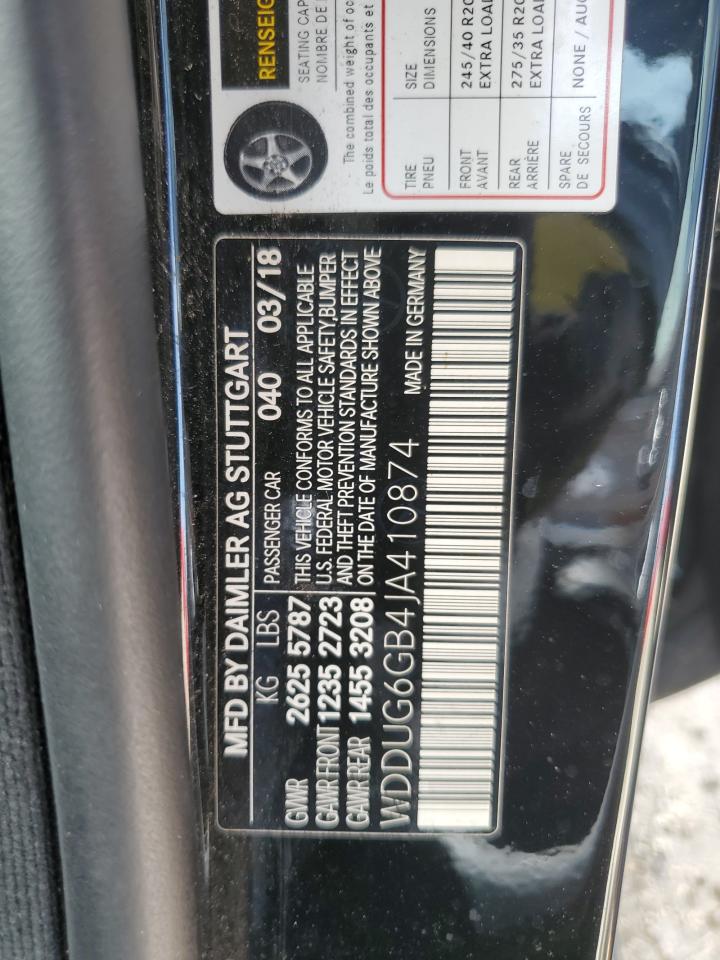 MFD BY DAIMLER AG STUTTGART
KG LBS PASSENGER CAR 040 03/18
GVWR 2625 5787
GAWR FRONT 1235 2723
GAWR REAR 1455 3208
THIS VEHICLE CONFORMS TO ALL APPLICABLE
U.S. FEDERAL MOTOR VEHICLE SAFETY,BUMPER
AND THEFT PREVENTION STANDARDS IN EFFECT
ON THE DATE OF MANUFACTURE SHOWN ABOVE
WDDUG6GB4JA410874 MADE IN GERMANY
RENSEIG
SEATING CAP
NOMBRE DE
The combined weight of occu
Le poids total des occupants et
TIRE SIZE
PNEU DIMENSIONS
FRONT 245/40 R20
AVANT EXTRA LOA
REAR 275/35 R20
ARRIÈRE EXTRA LOA
SPARE NONE / AUC
DE SECOURS